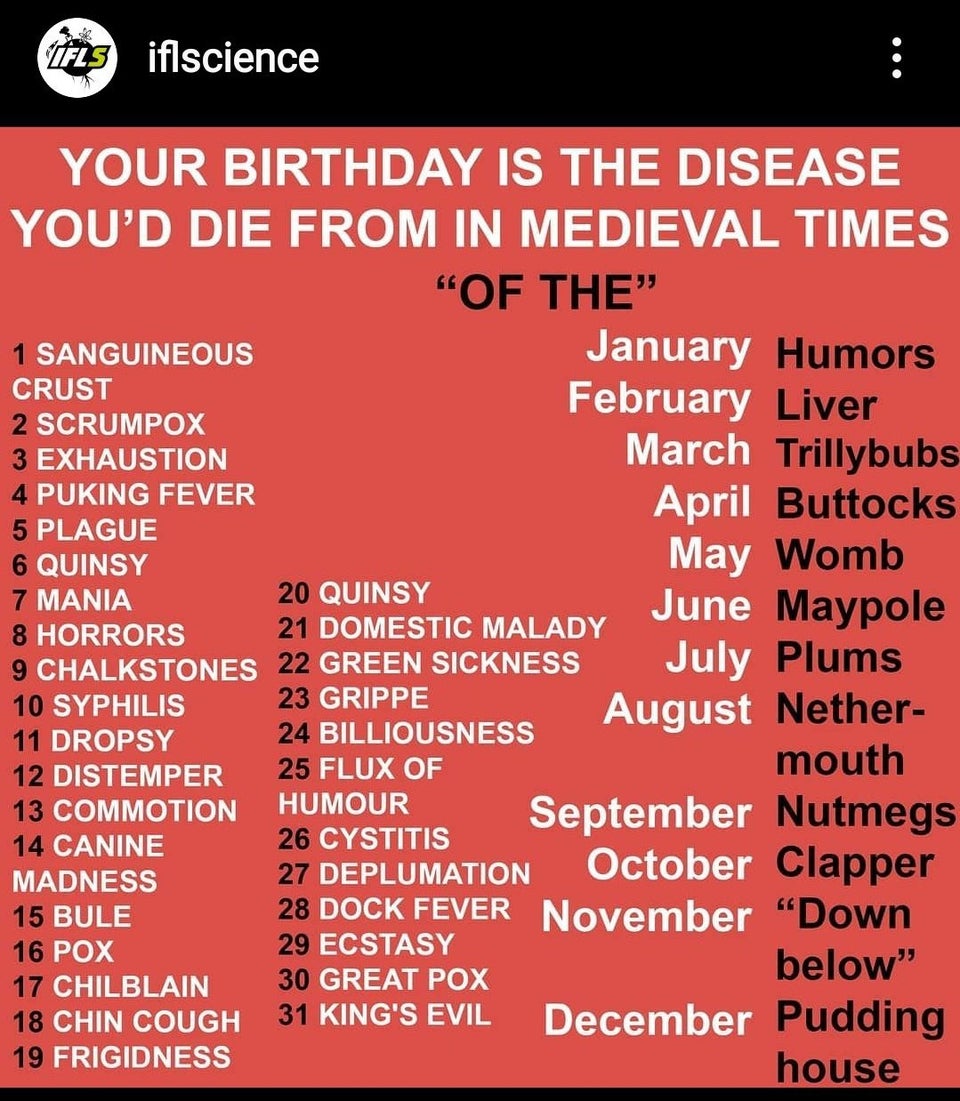 IFLS
iflscience
YOUR BIRTHDAY IS THE DISEASE
YOU'D DIE FROM IN MEDIEVAL TIMES
“OF THE”
1 SANGUINEOUS
CRUST
2 SCRUMPOX
3 EXHAUSTION
4 PUKING FEVER
5 PLAGUE
6 QUINSY
7 MANIA
8 HORRORS
9 CHALKSTONES
10 SYPHILIS
11 DROPSY
12 DISTEMPER
13 COMMOTION
14 CANINE
MADNESS
15 BULE
16 POX
17 CHILBLAIN
18 CHIN COUGH
19 FRIGIDNESS
20 QUINSY
21 DOMESTIC MALADY
22 GREEN SICKNESS
23 GRIPPE
24 BILLIOUSNESS
25 FLUX OF
HUMOUR
26 CYSTITIS
27 DEPLUMATION
28 DOCK FEVER
29 ECSTASY
30 GREAT POX
31 KING'S EVIL
January Humors
February Liver
March Trillybubs
April Buttocks
May Womb
June Maypole
July Plums
August Nether-
mouth
September Nutmegs
October Clapper
November “Down
below”
December Pudding
house